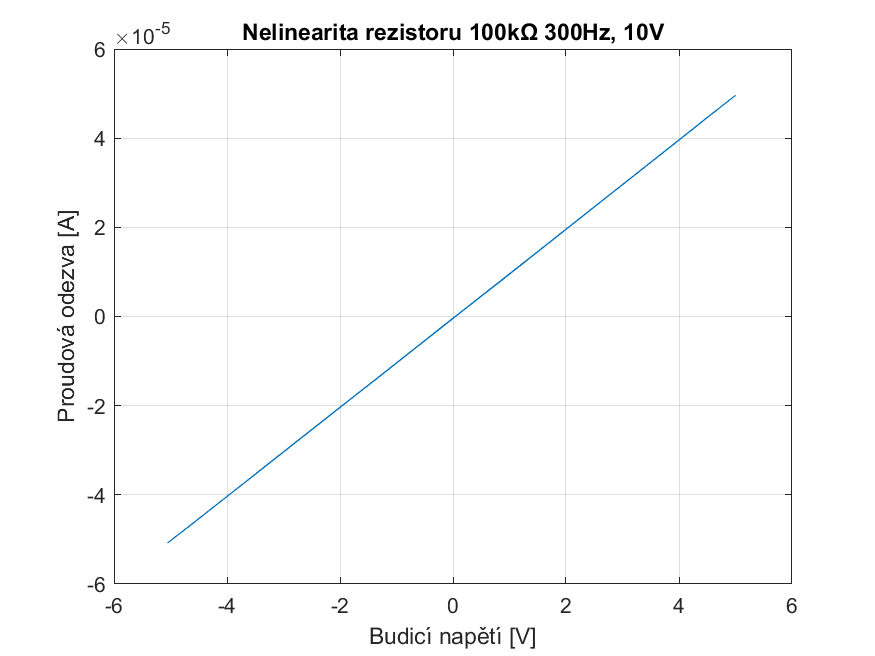 Nelinearita rezistoru 100kΩ 300Hz, 10V
×10⁻⁵
6
4
2
0
-2
-4
-6
-6 -4 -2 0 2 4 6
Proudová odezva [A]
Budicí napětí [V]